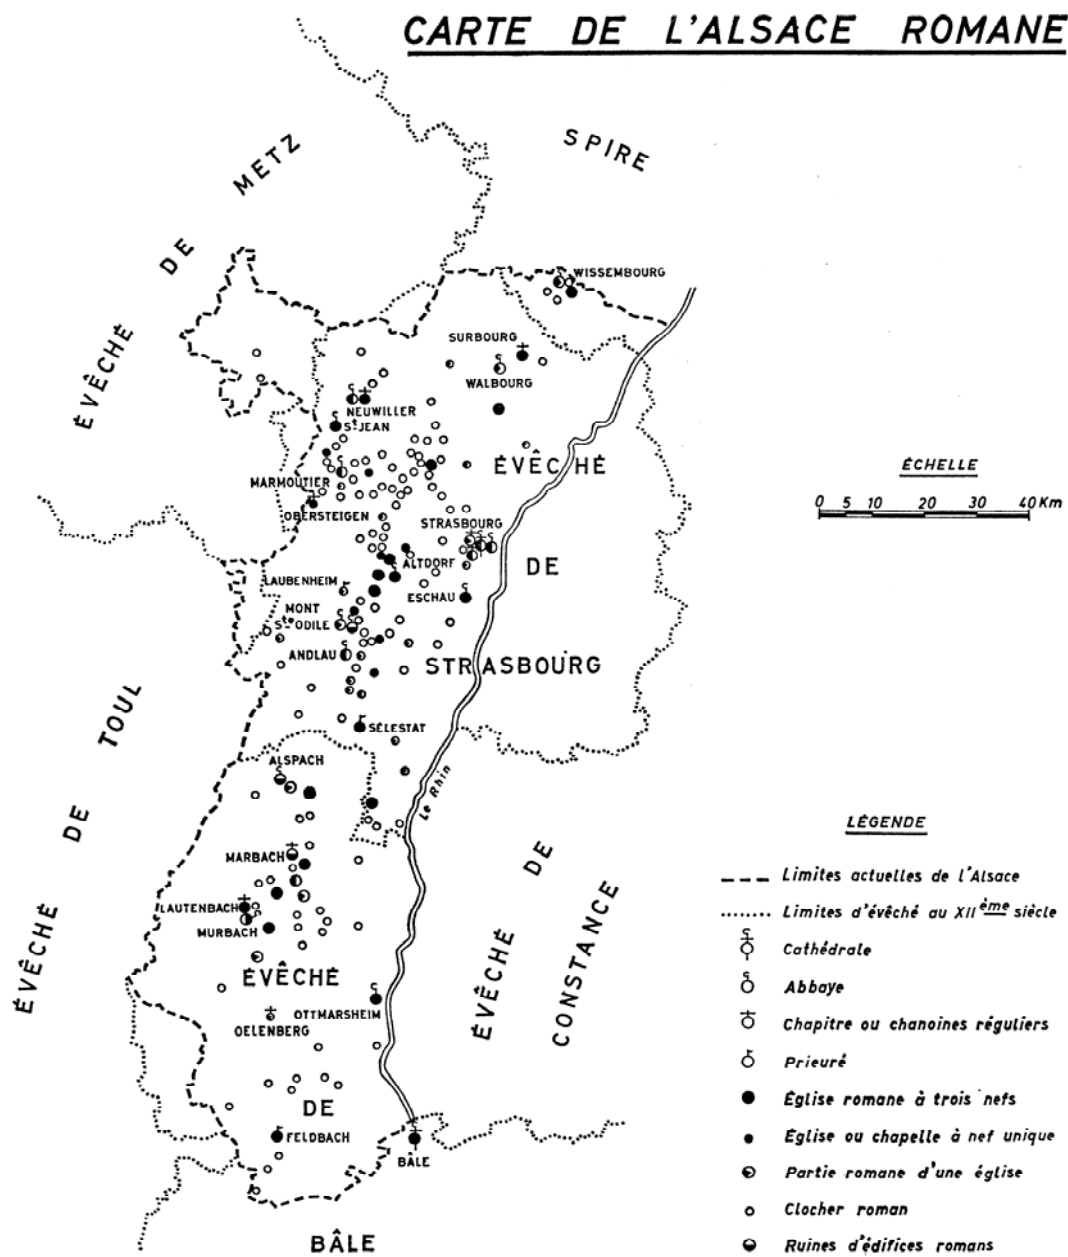 CARTE DE L'ALSACE ROMANE
SPIRE
ÉVÊCHÉ DE METZ
WISSEMBOURG
SURBOURG
WALBOURG
NEUWILLER
St JEAN
ÉVÊCHÉ
MARMOUTIER
OBERSTEIGEN
STRASBOURG
ALTDORF
DE
LAUBENHEIM
ESCHAU
MONT
Ste ODILE
ANDLAU
STRASBOURG
SÉLESTAT
ÉVÊCHÉ DE TOUL
ALSPACH
Le Rhin
MARBACH
LAUTENBACH
MURBACH
ÉVÊCHÉ
OTTMARSHEIM
OELENBERG
ÉVÊCHÉ DE
CONSTANCE
DE
FELDBACH
BÂLE
BÂLE
ÉCHELLE
0 5 10 20 30 40 Km
LÉGENDE
Limites actuelles de l'Alsace
Limites d'évêché au XII ème siècle
Cathédrale
Abbaye
Chapitre ou chanoines réguliers
Prieuré
Église romane à trois nefs
Église ou chapelle à nef unique
Partie romane d'une église
Clocher roman
Ruines d'édifices romans